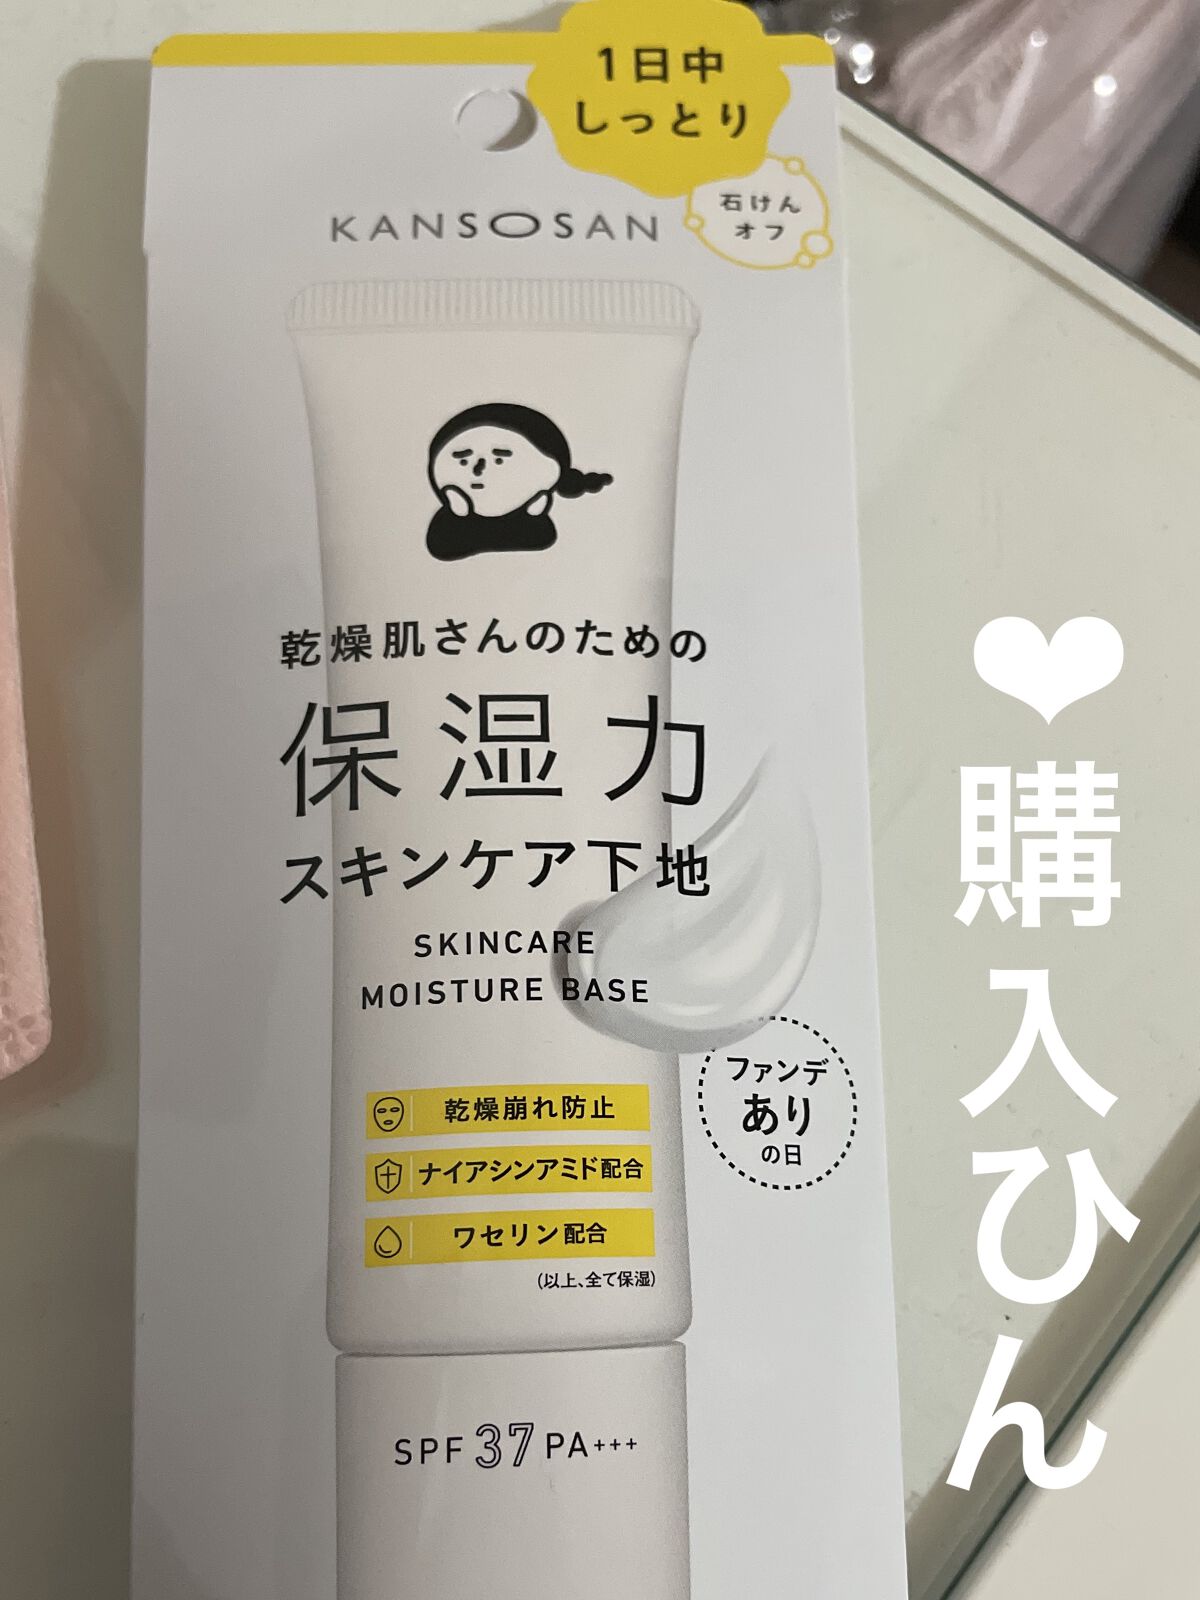 1日中
しっとり
石けん
オフ
KANSOSAN
乾燥肌さんのための
保湿力
スキンケア下地
SKINCARE
MOISTURE BASE
ファンデ
あり
の日
乾燥崩れ防止
ナイアシンアミド配合
ワセリン配合
(以上、全て保湿)
SPF 37 PA+++
❤購入ひん